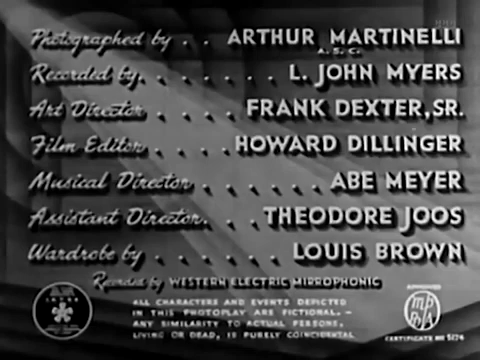 Photographed by . . ARTHUR MARTINELLI
A.S.C.
Recorded by. . . . . . . . L. JOHN MYERS
Art Director . . . . . FRANK DEXTER, SR.
Film Editor . . . . HOWARD DILLINGER
Musical Director . . . . . . ABE MEYER
Assistant Director. . . THEODORE JOOS
Wardrobe by . . . . . . LOUIS BROWN
Recorded by WESTERN ELECTRIC MIRROPHONIC
ALL CHARACTERS AND EVENTS DEPICTED
IN THIS PHOTOPLAY ARE FICTIONAL. —
ANY SIMILARITY TO ACTUAL PERSONS,
LIVING OR DEAD, IS PURELY COINCIDENTAL
CERTIFICATE NO.